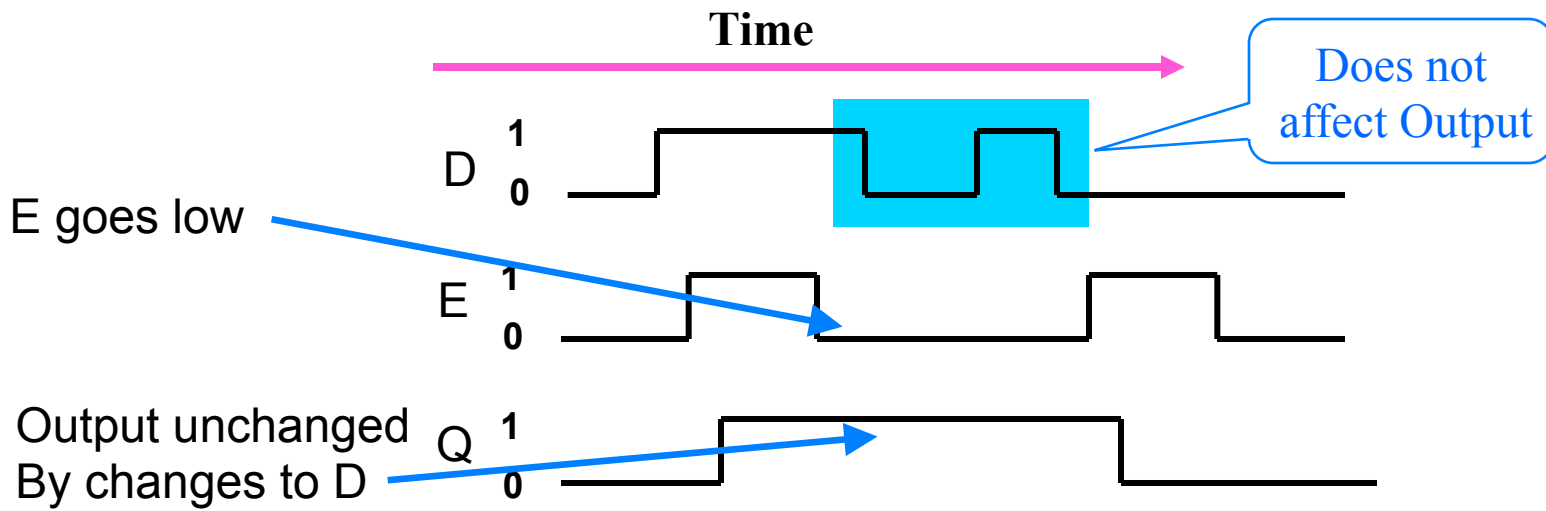 Time
Does not
affect Output
1
D
0
E goes low
1
E
0
Output unchanged
Q
1
By changes to D
0